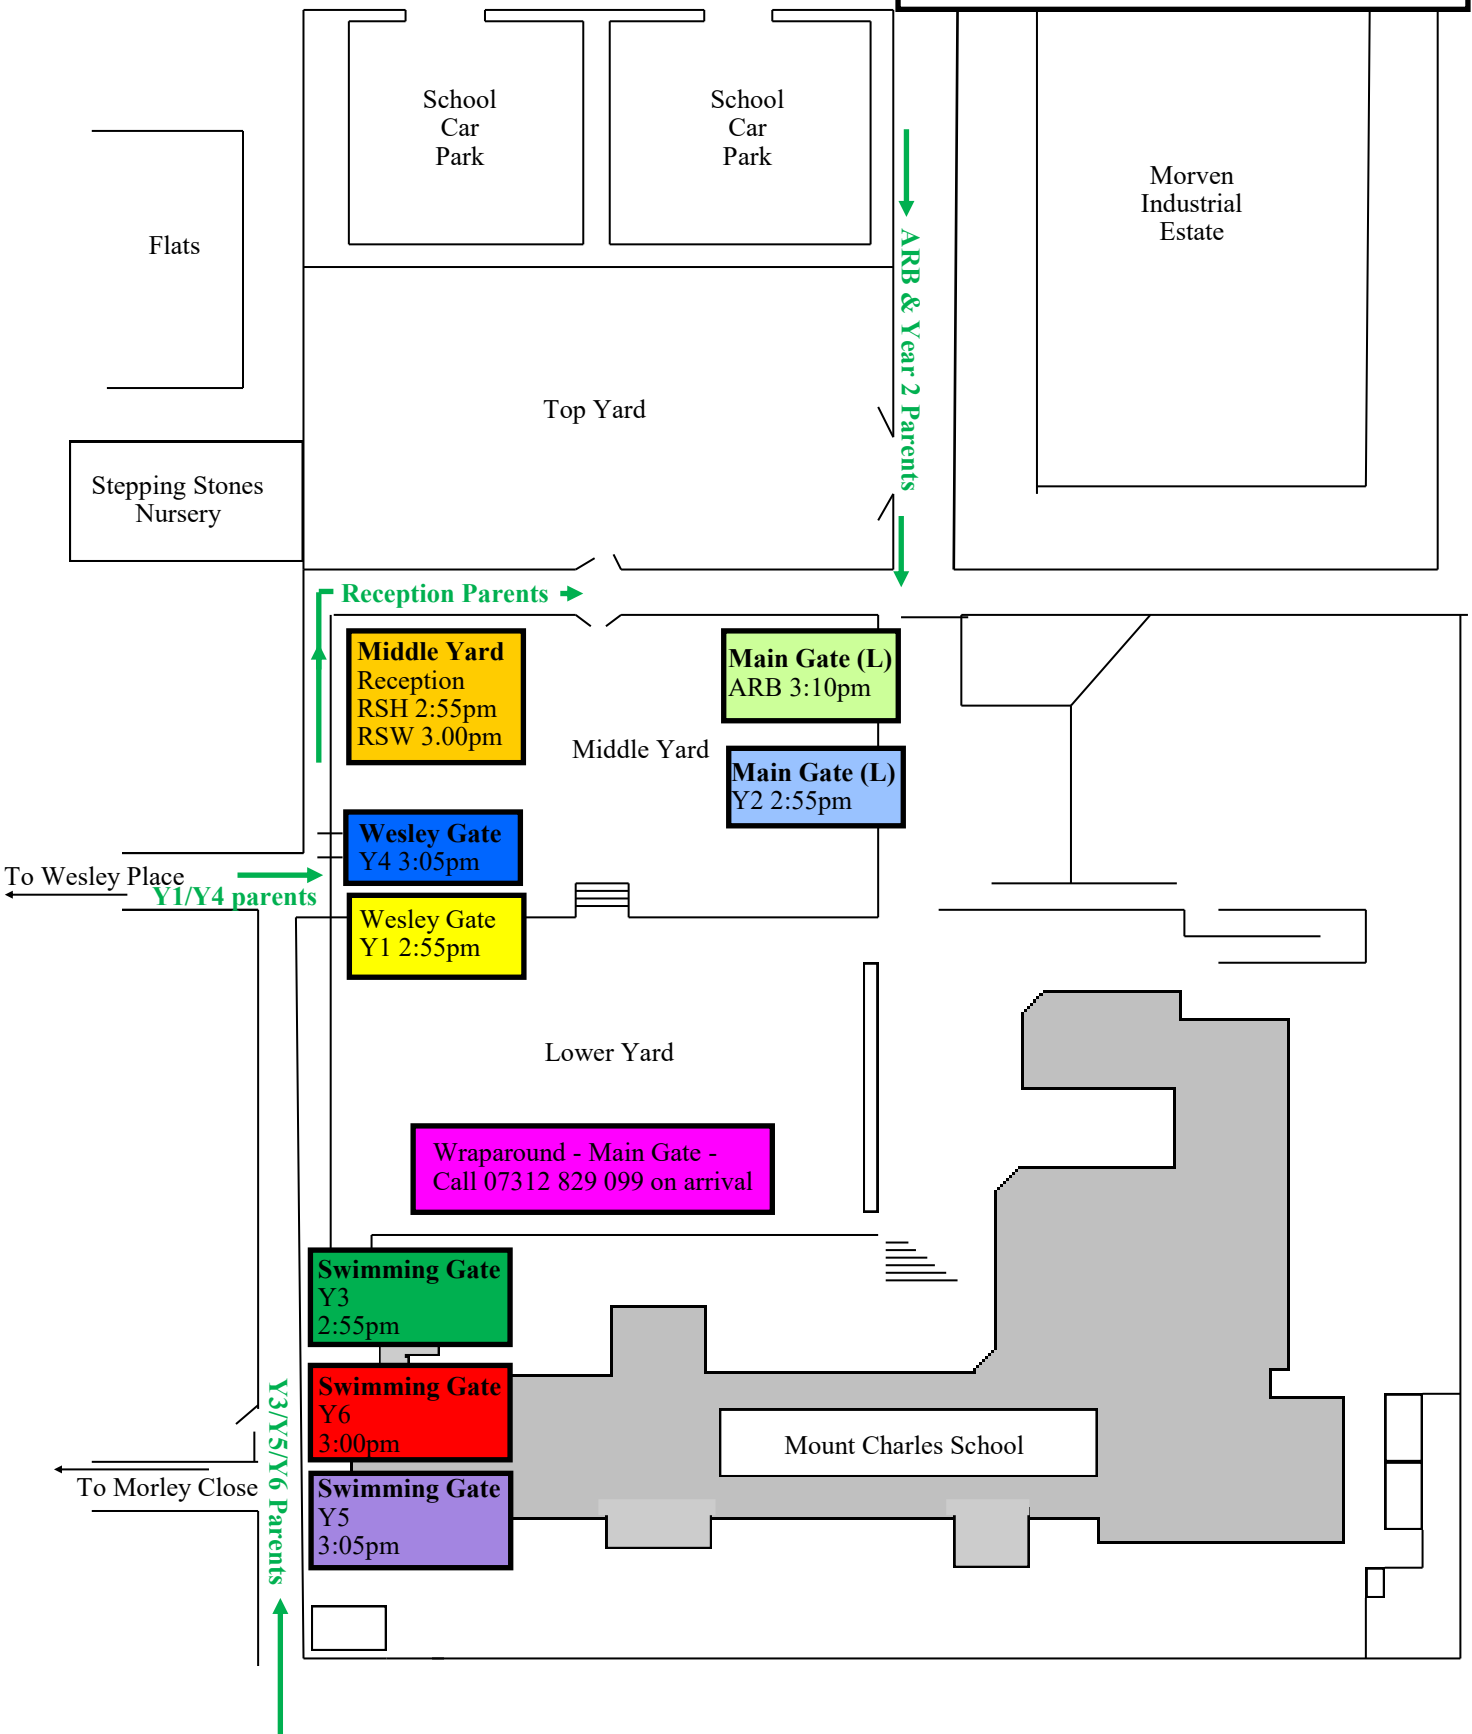 School
Car
Park
School
Car
Park
Morven
Industrial
Estate
Flats
ARB & Year 2 Parents
Top Yard
Stepping Stones
Nursery
Reception Parents
Middle Yard
Reception
RSH 2:55pm
RSW 3.00pm
Main Gate (L)
ARB 3:10pm
Middle Yard
Main Gate (L)
Y2 2:55pm
Wesley Gate
Y4 3:05pm
To Wesley Place
Y1/Y4 parents
Wesley Gate
Y1 2:55pm
Lower Yard
Wraparound - Main Gate -
Call 07312 829 099 on arrival
Swimming Gate
Y3
2:55pm
Swimming Gate
Y6
3:00pm
Y3/Y5/Y6 Parents
Mount Charles School
To Morley Close
Swimming Gate
Y5
3:05pm